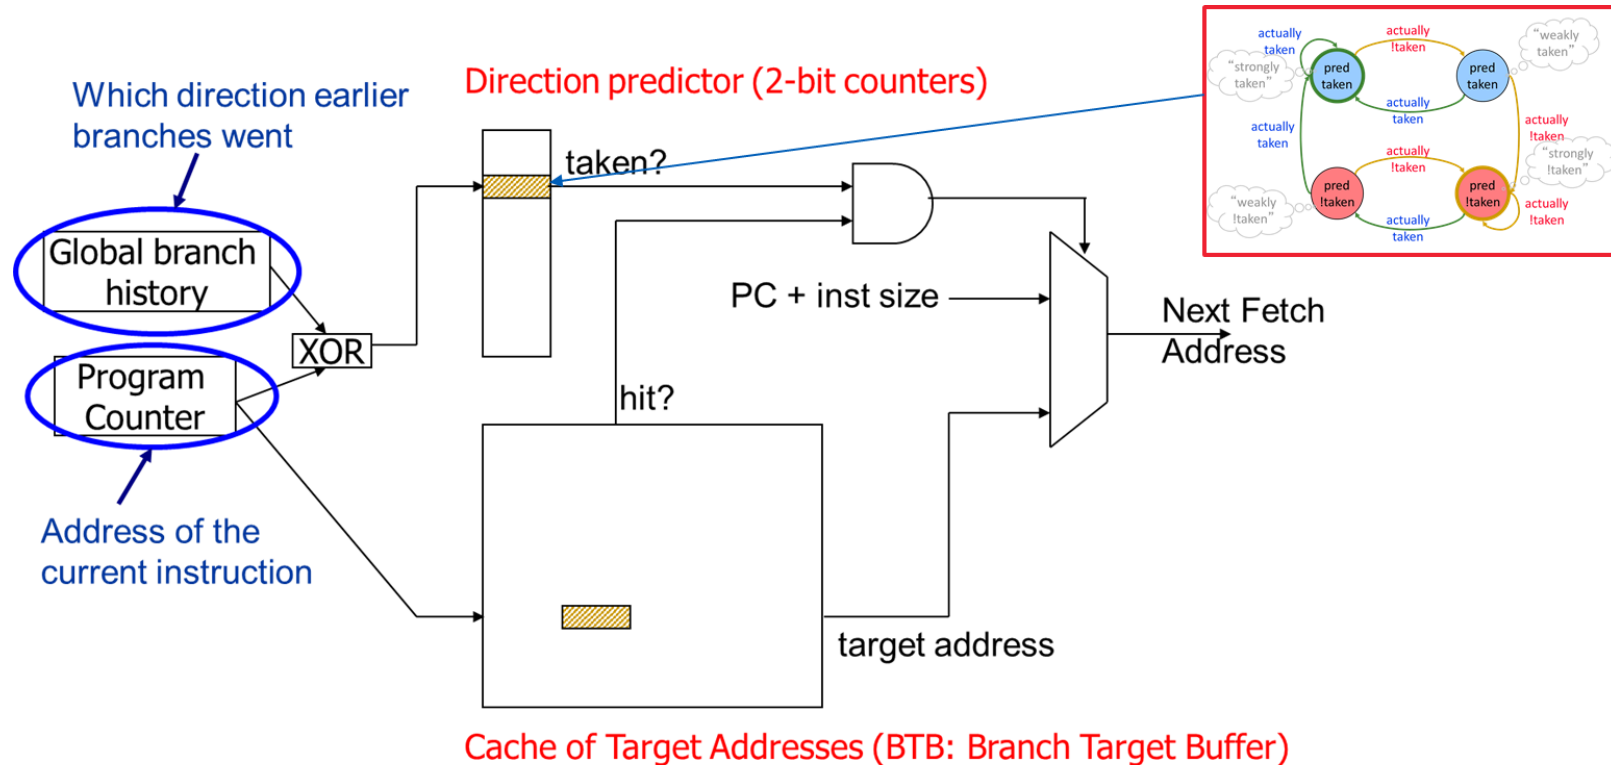 Which direction earlier
branches went
Direction predictor (2-bit counters)
taken?
Global branch
history
XOR
Program
Counter
Address of the
current instruction
hit?
PC + inst size
Next Fetch
Address
target address
Cache of Target Addresses (BTB: Branch Target Buffer)
actually
taken
actually
!taken
"weakly
taken"
"strongly
taken"
pred
taken
pred
taken
actually
taken
actually
taken
actually
!taken
actually
!taken
"strongly
!taken"
"weakly
!taken"
pred
!taken
pred
!taken
actually
taken
actually
!taken